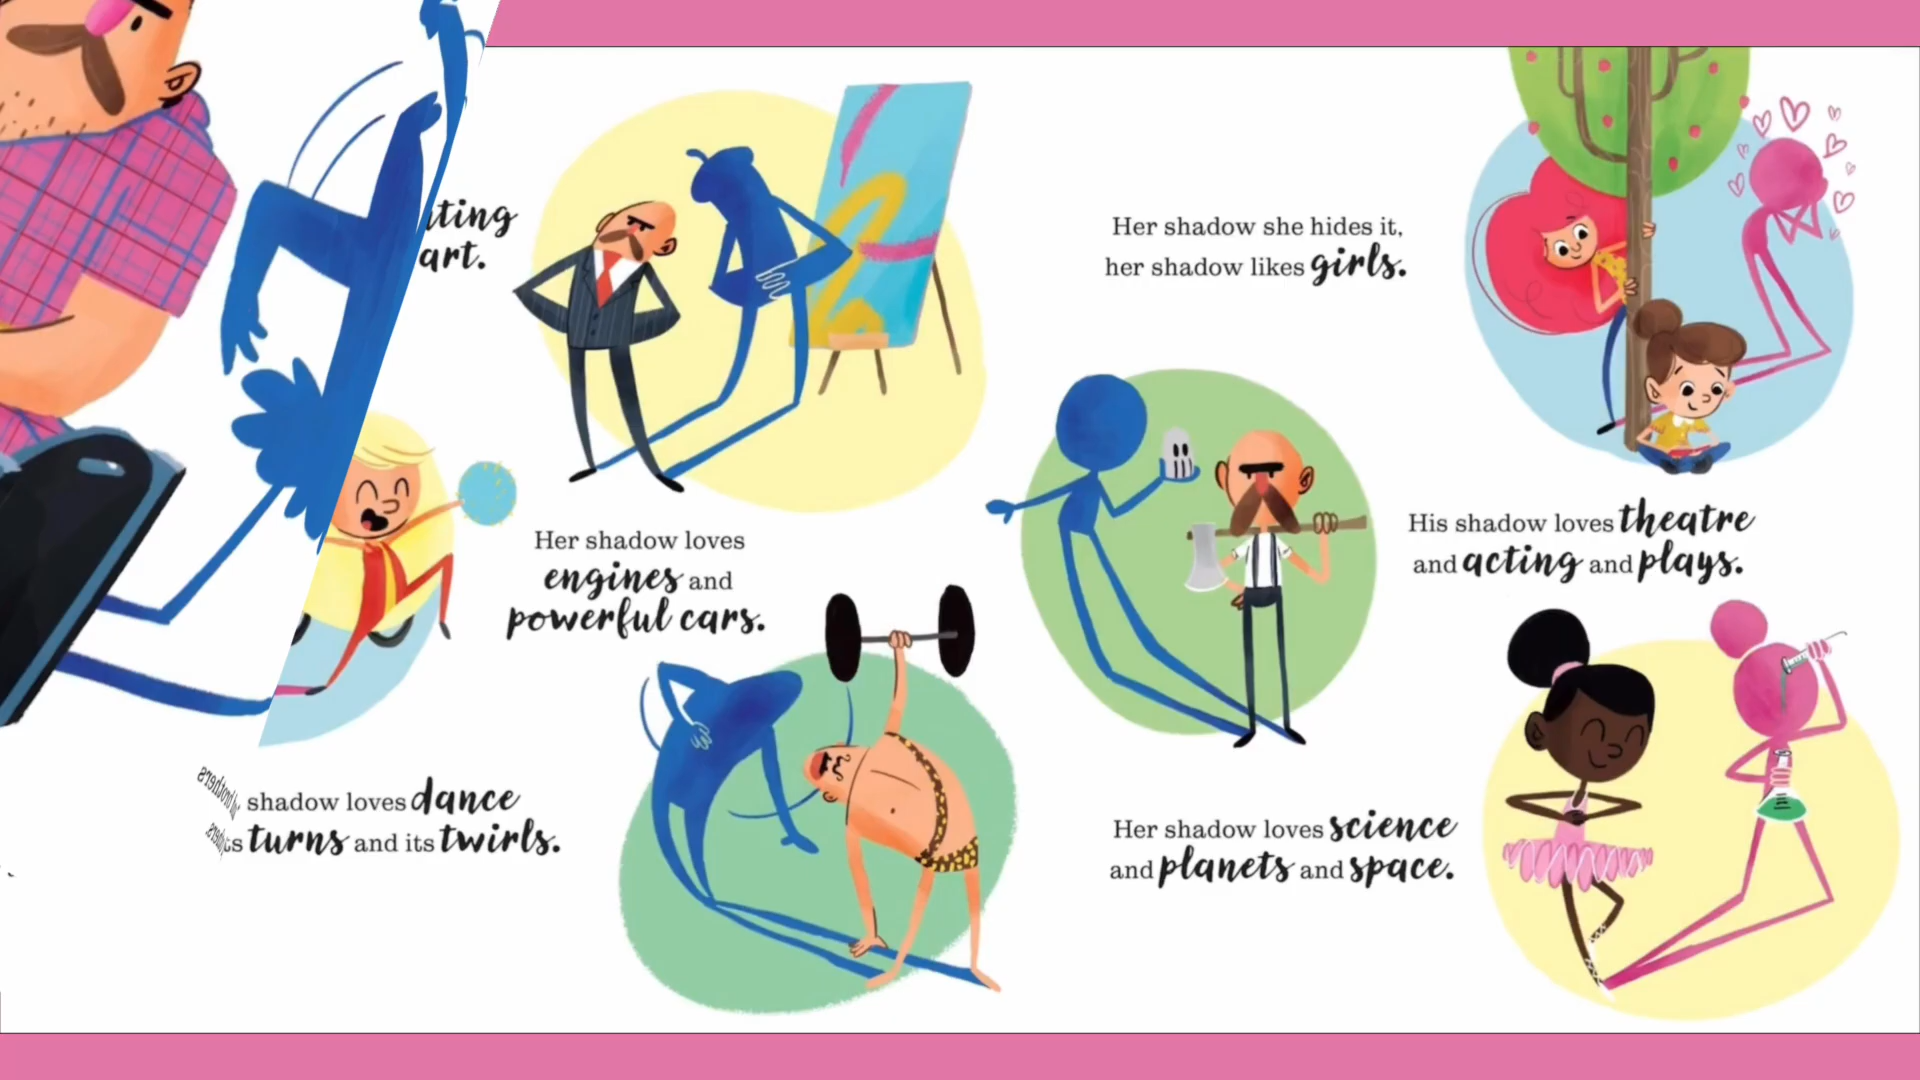 art.
Her shadow loves
engines and
powerful cars.
shadow loves dance
turns and its twirls.
Her shadow she hides it,
her shadow likes girls.
His shadow loves theatre
and acting and plays.
Her shadow loves science
and planets and space.